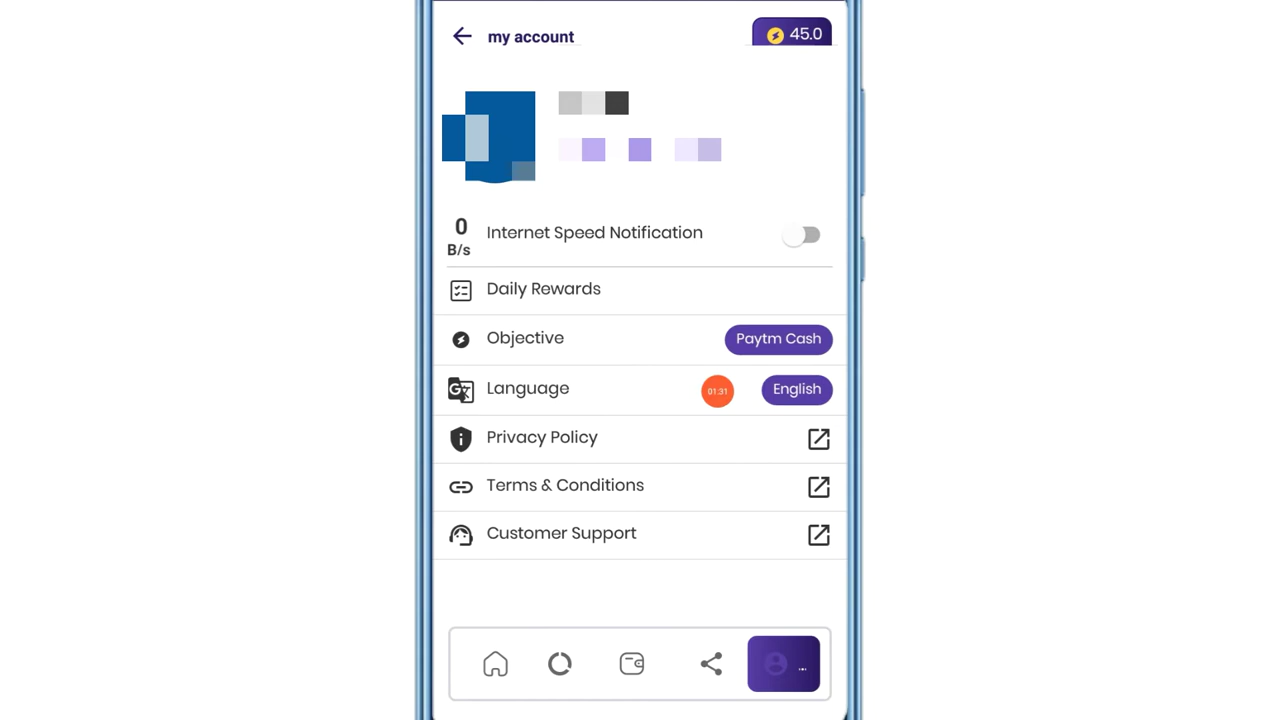 my account
45.0
0
B/s
Internet Speed Notification
Daily Rewards
Objective
Paytm Cash
Language
01:31
English
Privacy Policy
Terms & Conditions
Customer Support
...